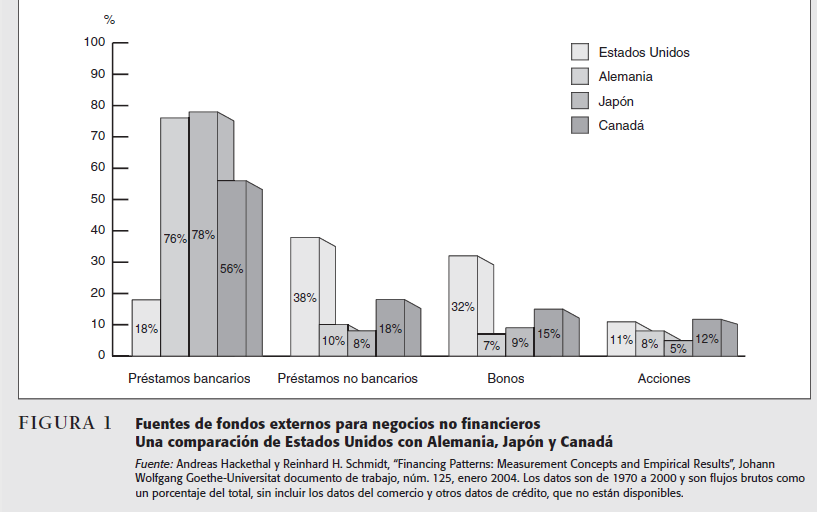 %
100
90
80
70
60
50
40
30
20
10
0
Estados Unidos
Alemania
Japón
Canadá
18%
76%
78%
56%
38%
10%
8%
18%
32%
7%
9%
15%
11%
8%
5%
12%
Préstamos bancarios
Préstamos no bancarios
Bonos
Acciones
FIGURA 1
Fuentes de fondos externos para negocios no financieros
Una comparación de Estados Unidos con Alemania, Japón y Canadá
Fuente: Andreas Hackethal y Reinhard H. Schmidt, “Financing Patterns: Measurement Concepts and Empirical Results”, Johann
Wolfgang Goethe-Universitat documento de trabajo, núm. 125, enero 2004. Los datos son de 1970 a 2000 y son flujos brutos como
un porcentaje del total, sin incluir los datos del comercio y otros datos de crédito, que no están disponibles.